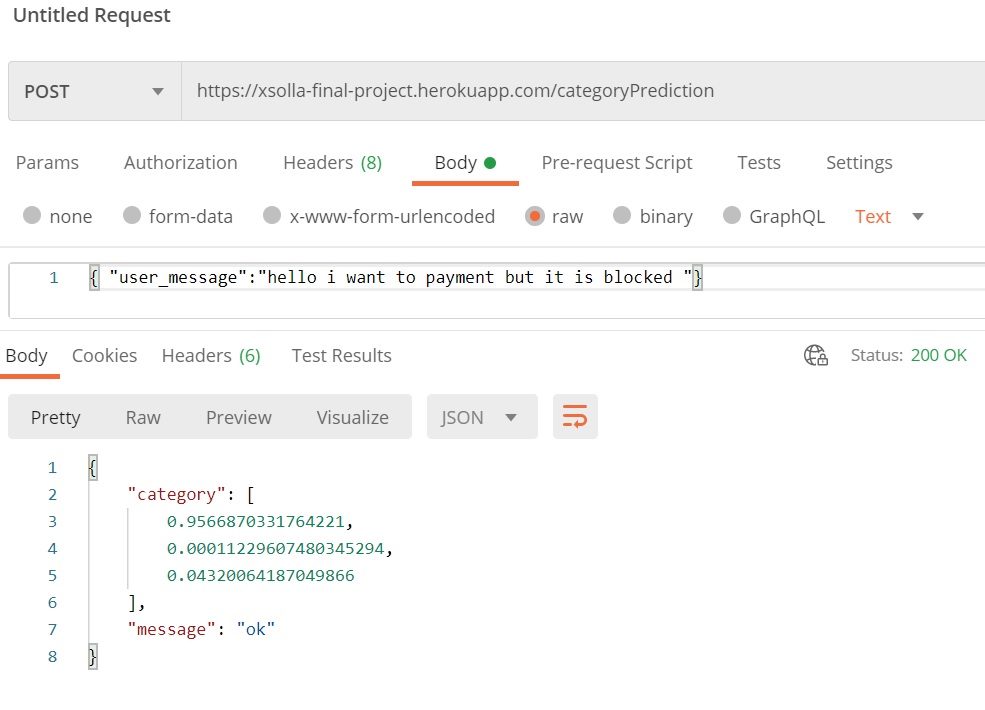 Untitled Request
POST https://xsolla-final-project.herokuapp.com/categoryPrediction
Params Authorization Headers (8) Body Pre-request Script Tests Settings
none form-data x-www-form-urlencoded raw binary GraphQL Text
1 { "user_message":"hello i want to payment but it is blocked "}
Body Cookies Headers (6) Test Results Status: 200 OK
Pretty Raw Preview Visualize JSON
1 {
2 "category": [
3 0.9566870331764221,
4 0.00011229607480345294,
5 0.04320064187049866
6 ],
7 "message": "ok"
8 }